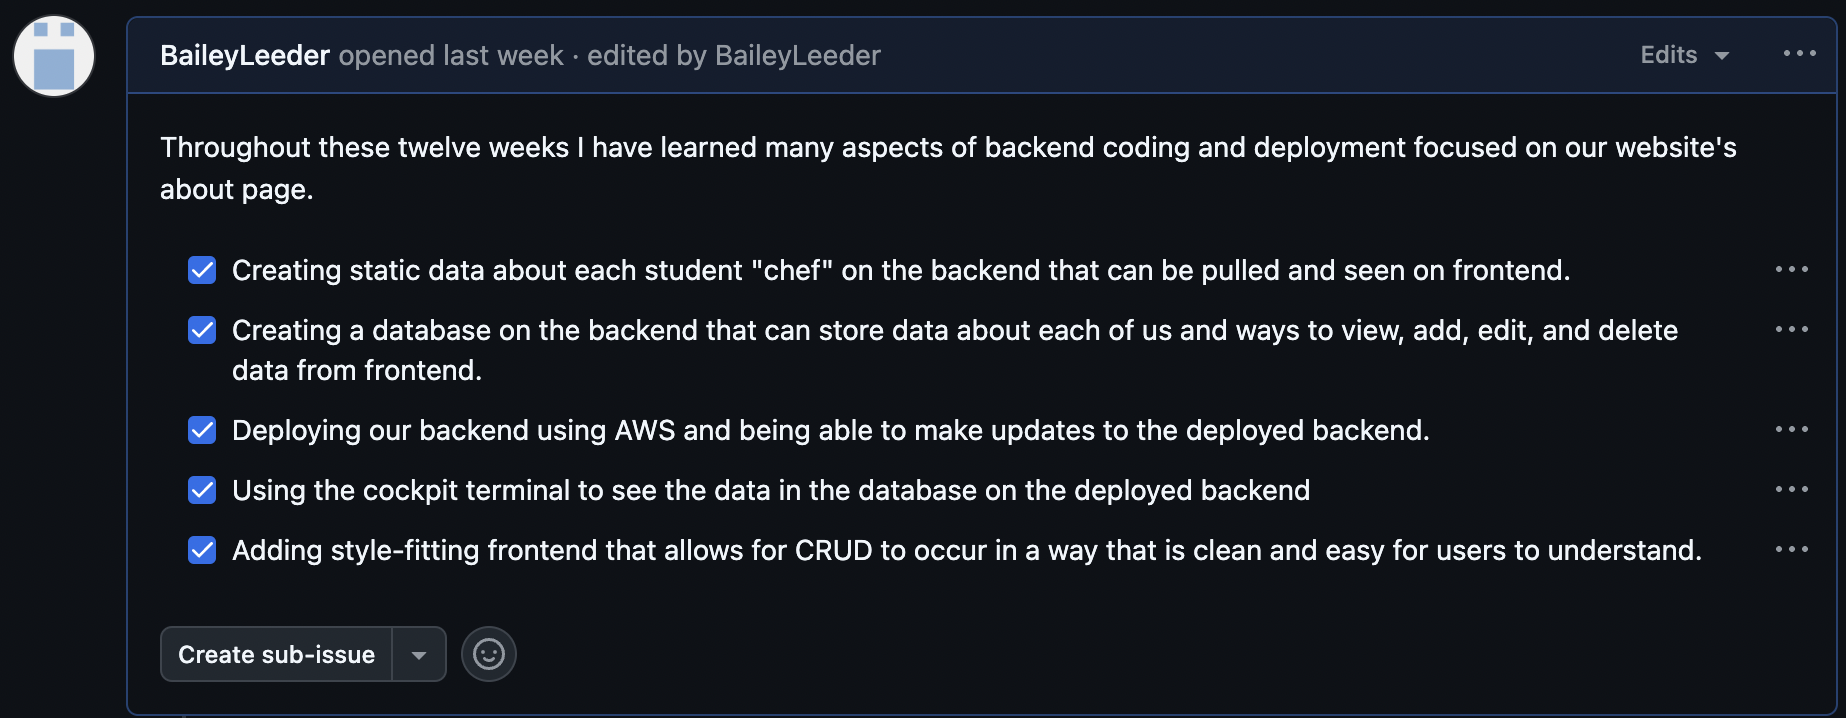 BaileyLeeder opened last week · edited by BaileyLeeder
Edits
Throughout these twelve weeks I have learned many aspects of backend coding and deployment focused on our website's
about page.
Creating static data about each student "chef" on the backend that can be pulled and seen on frontend.
Creating a database on the backend that can store data about each of us and ways to view, add, edit, and delete
data from frontend.
Deploying our backend using AWS and being able to make updates to the deployed backend.
Using the cockpit terminal to see the data in the database on the deployed backend
Adding style-fitting frontend that allows for CRUD to occur in a way that is clean and easy for users to understand.
Create sub-issue